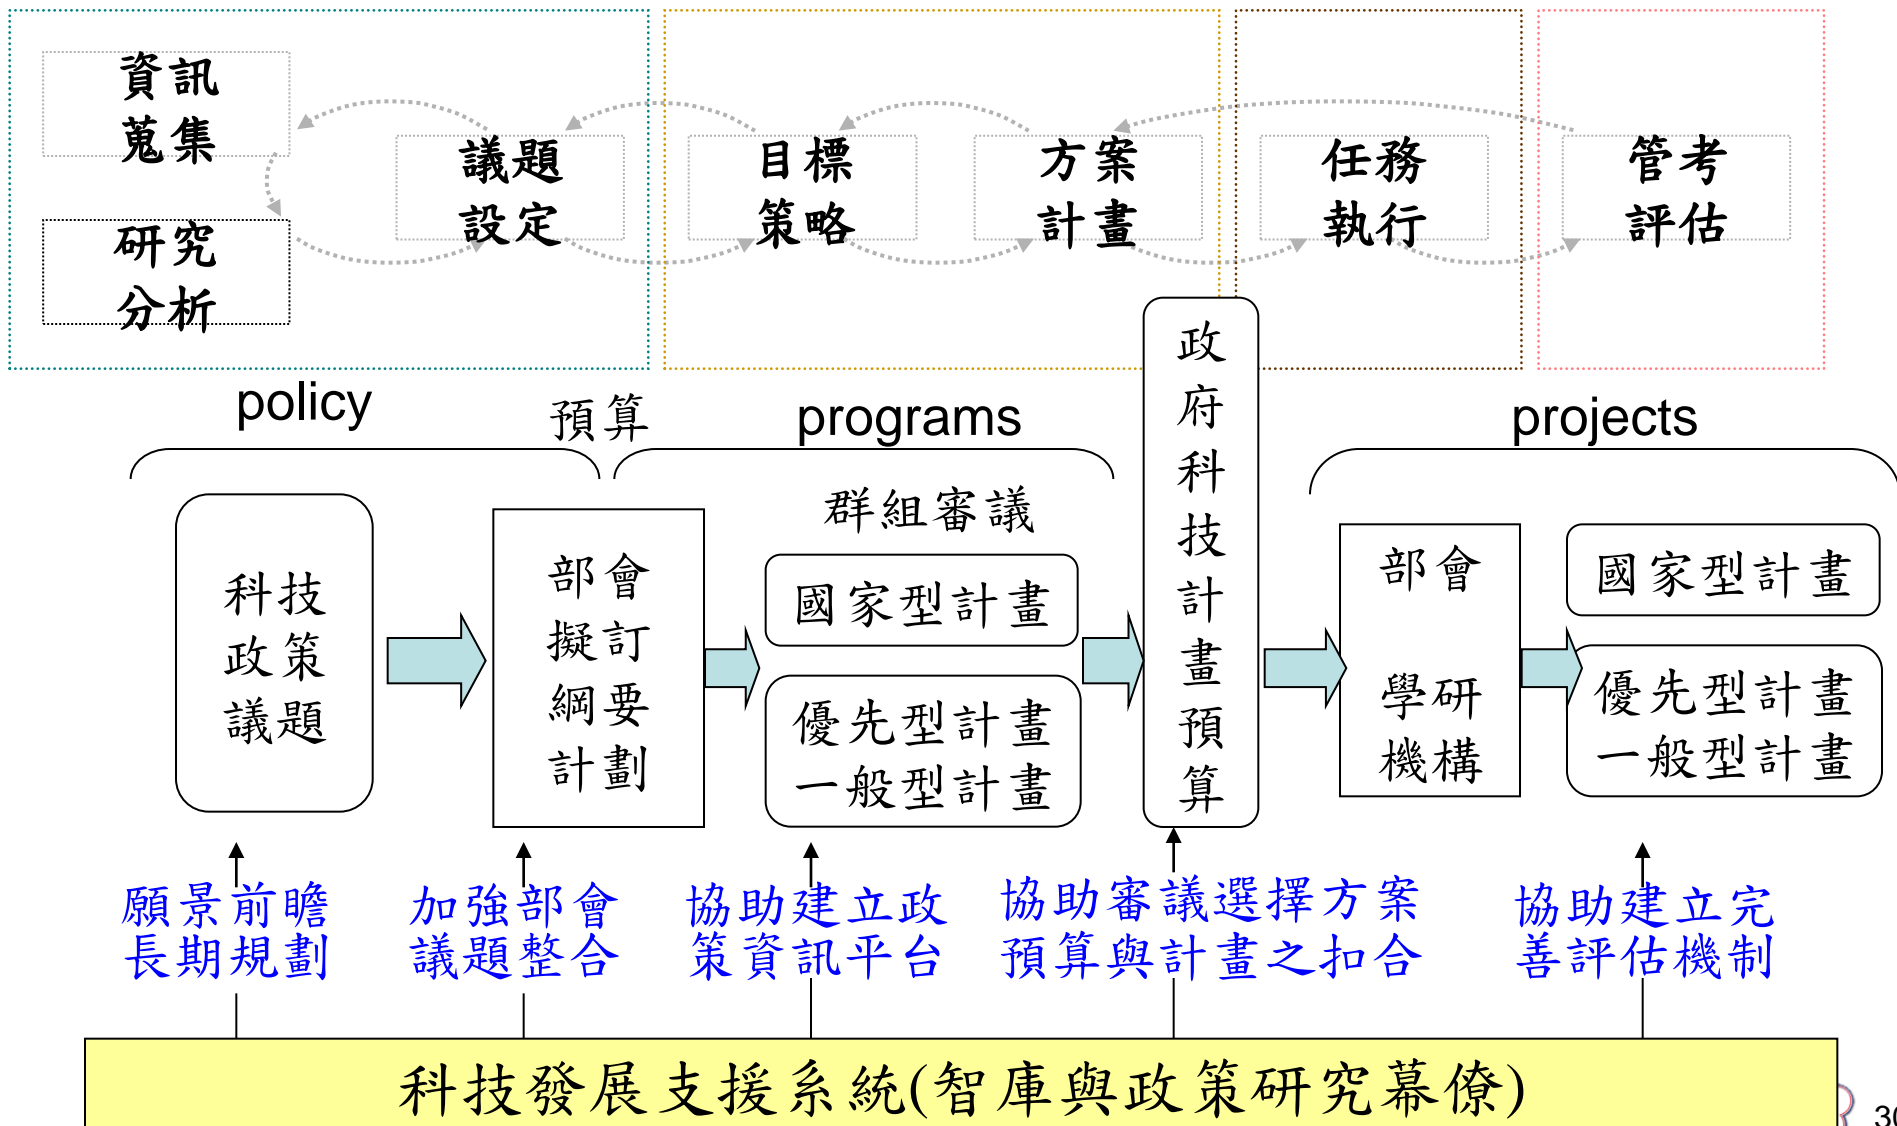 資訊
蒐集
研究
分析
議題
設定
目標
策略
方案
計畫
任務
執行
管考
評估
policy
預算
programs
projects
科技
政策
議題
部會
擬訂
綱要
計劃
群組審議
國家型計畫
優先型計畫
一般型計畫
政
府
科
技
計
畫
預
算
部會
學研
機構
國家型計畫
優先型計畫
一般型計畫
願景前瞻
長期規劃
加強部會
議題整合
協助建立政
策資訊平台
協助審議選擇方案
預算與計畫之扣合
協助建立完
善評估機制
科技發展支援系統(智庫與政策研究幕僚)